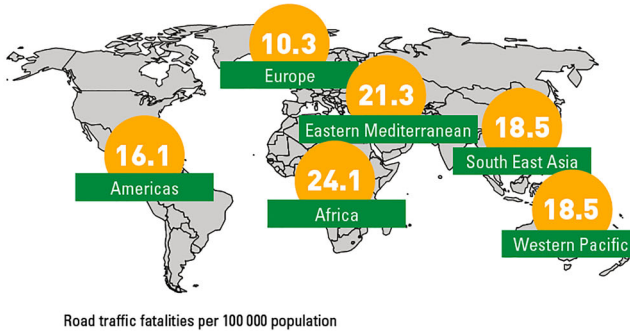 10.3
Europe
21.3
Eastern Mediterranean
18.5
South East Asia
16.1
Americas
24.1
Africa
18.5
Western Pacific
Road traffic fatalities per 100 000 population